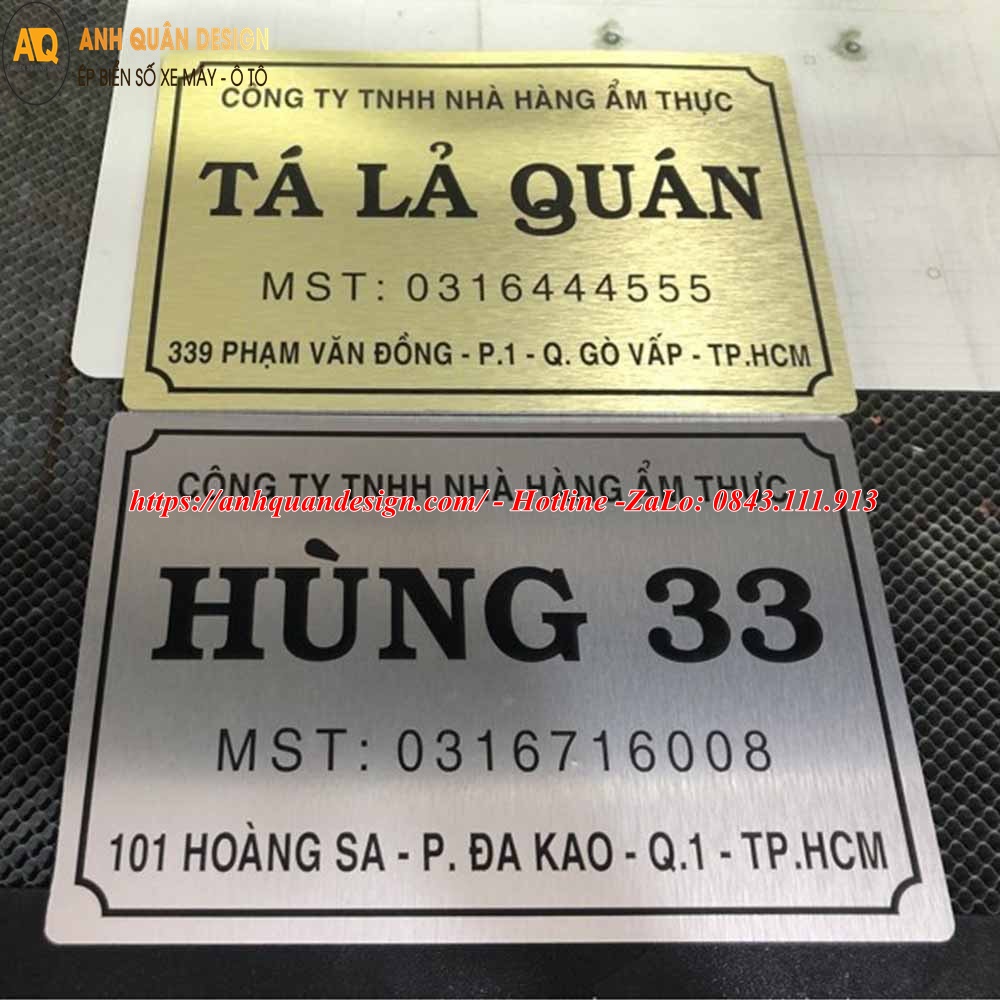 AQ ANH QUÂN DESIGN
ÉP BIỂN SỐ XE MÁY - Ô TÔ
CÔNG TY TNHH NHÀ HÀNG ẨM THỰC
TÁ LẢ QUÁN
MST: 0316444555
339 PHẠM VĂN ĐỒNG - P.1 - Q. GÒ VẤP - TP.HCM
CÔNG TY TNHH NHÀ HÀNG ẨM THỰC
https://anhquandesign.com/ - Hotline -ZaLo: 0843.111.913
HÙNG 33
MST: 0316716008
101 HOÀNG SA - P. ĐA KAO - Q.1 - TP.HCM